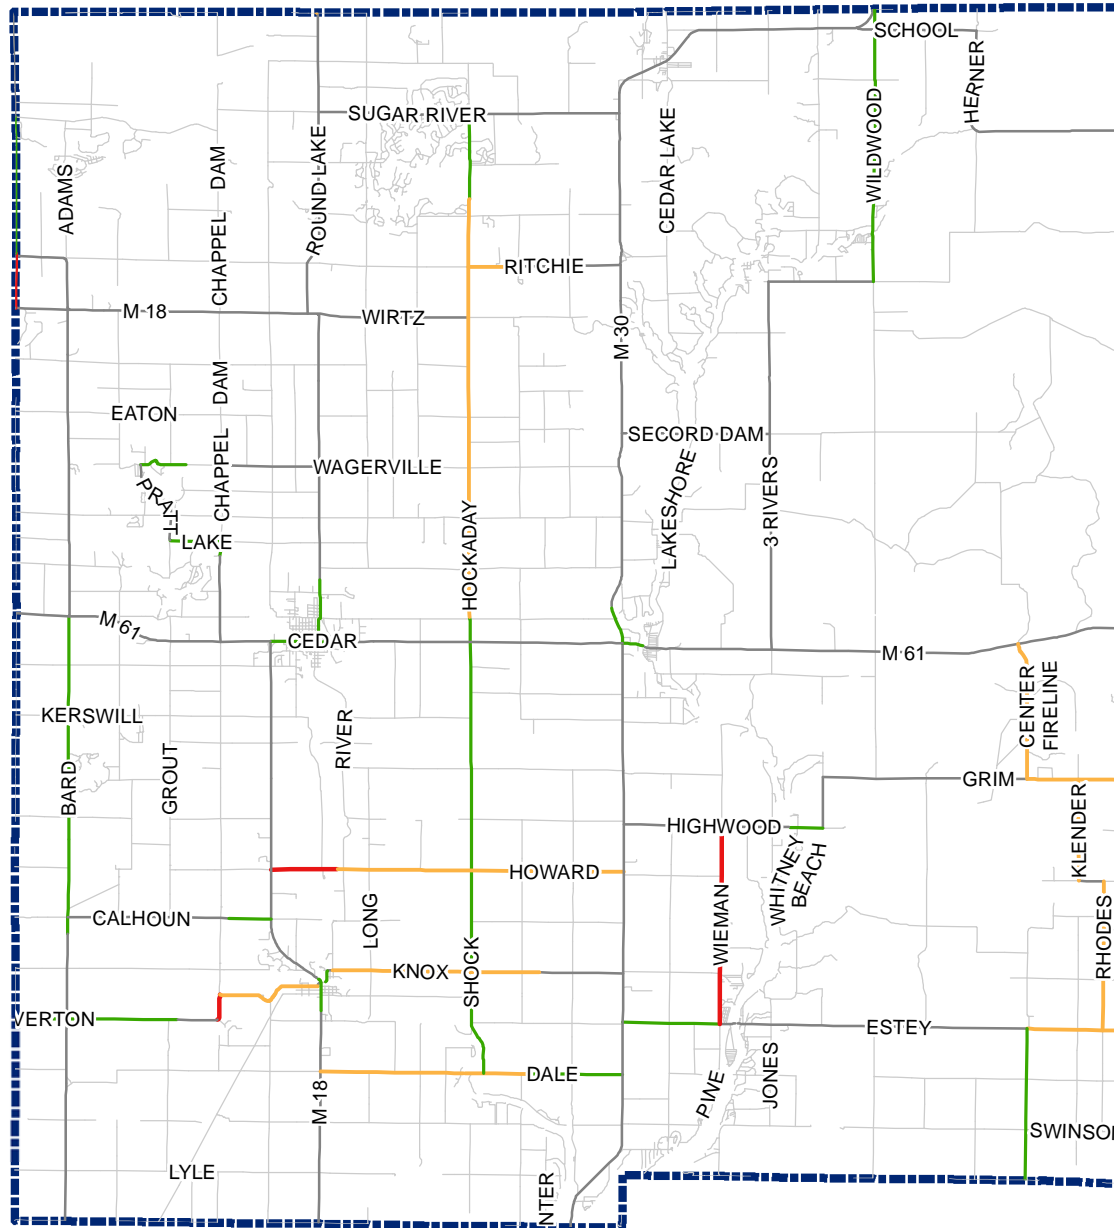 SCHOOL
HERNER
SUGAR RIVER
WILDWOOD
CEDAR LAKE
ROUND LAKE
CHAPPEL DAM
ADAMS
RITCHIE
M-18
WIRTZ
M-30
CHAPPEL DAM
EATON
SECORD DAM
WAGERVILLE
LAKESHORE
3 RIVERS
PRATT
LAKE
HOCKADAY
M-61
CEDAR
M-61
CENTER
FIRELINE
KERSWILL
RIVER
GROUT
BARD
GRIM
KLENDER
HIGHWOOD
WHITNEY
BEACH
HOWARD
WIEMAN
CALHOUN
LONG
RHODES
KNOX
SHOCK
VERTON
ESTEY
DALE
JONES
PINE
M-18
SWINSO
LYLE
NTER